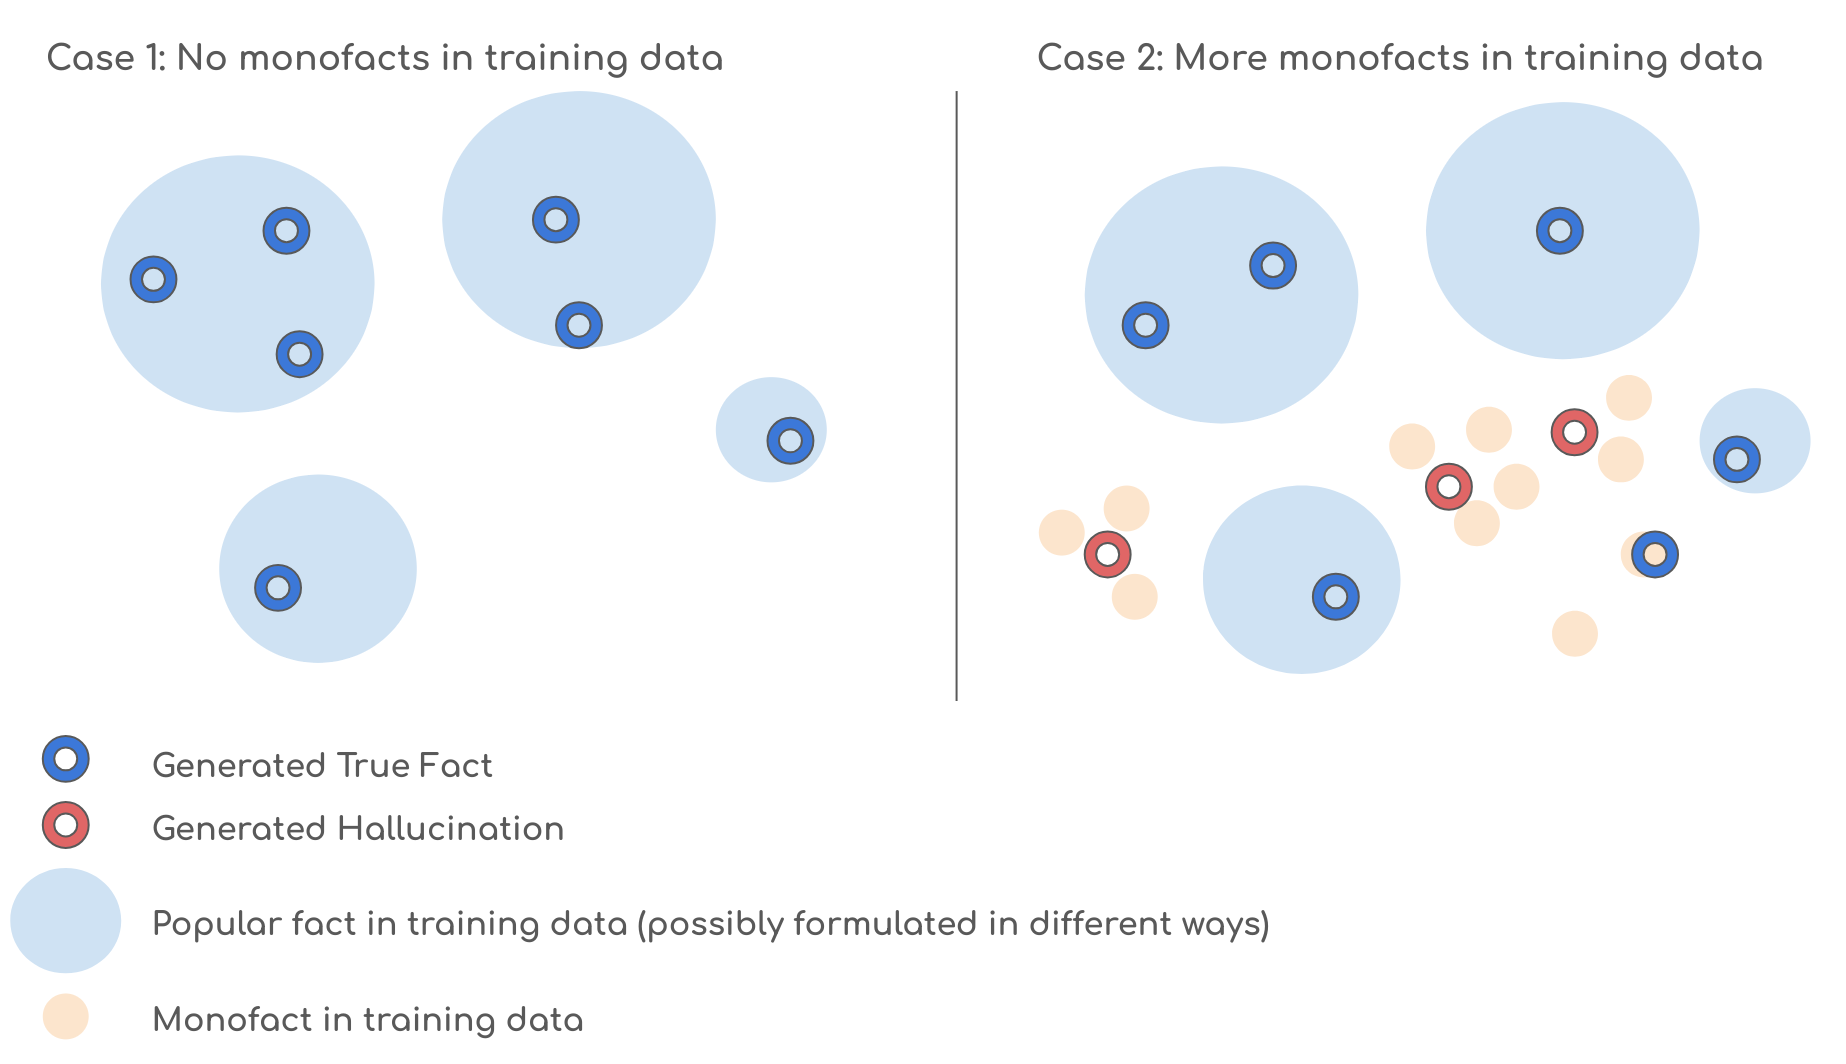 Case 1: No monofacts in training data
Case 2: More monofacts in training data
Generated True Fact
Generated Hallucination
Popular fact in training data (possibly formulated in different ways)
Monofact in training data